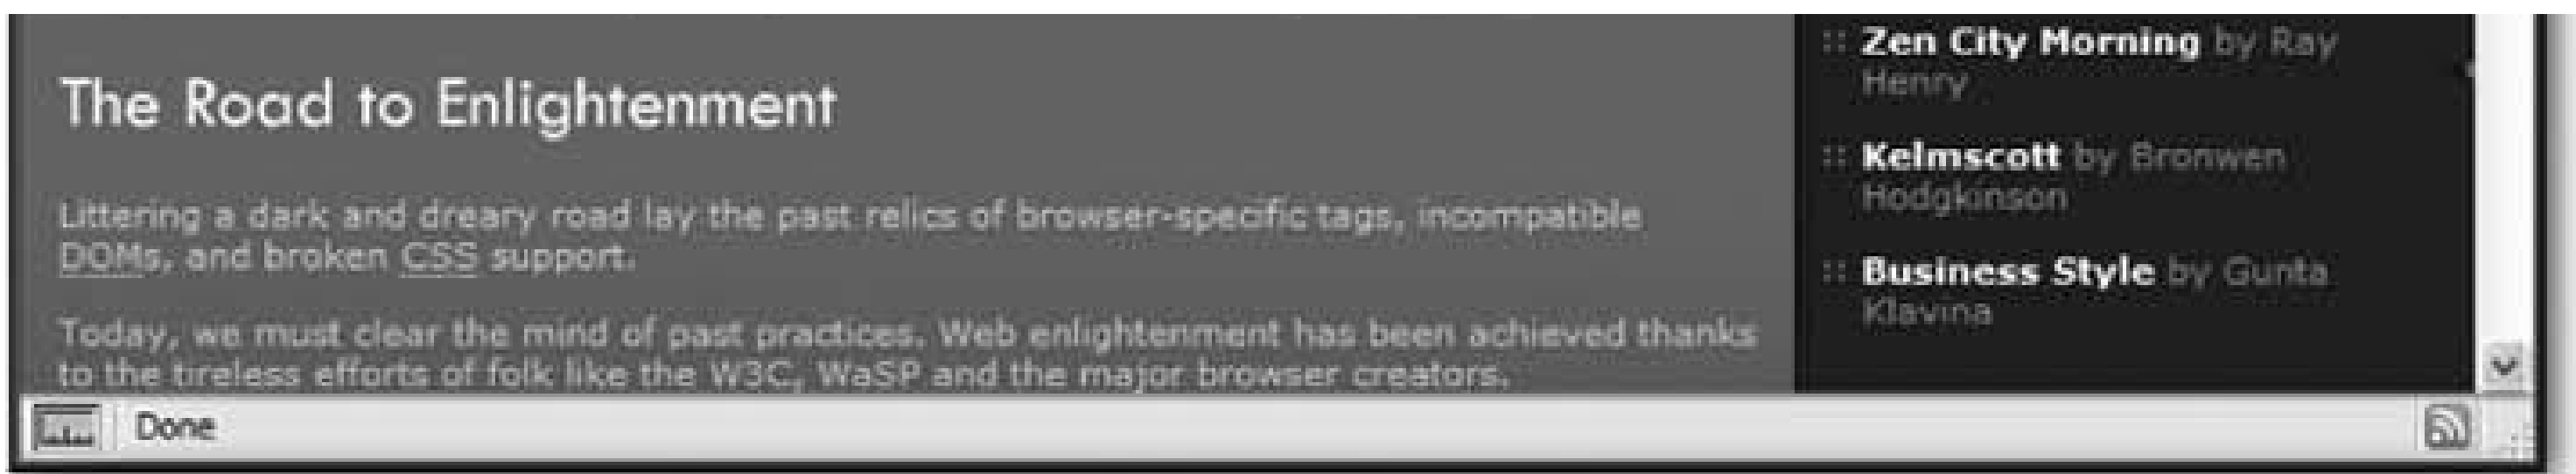 The Road to Enlightenment
Littering a dark and dreary road lay the past relics of browser-specific tags, incompatible
DOMs, and broken CSS support.
Today, we must clear the mind of past practices. Web enlightenment has been achieved thanks
to the tireless efforts of folk like the W3C, WaSP and the major browser creators.
:: Zen City Morning by Ray
Henry
:: Kelmscott by Bronwen
Hodgkinson
:: Business Style by Gunta
Klavina
Done